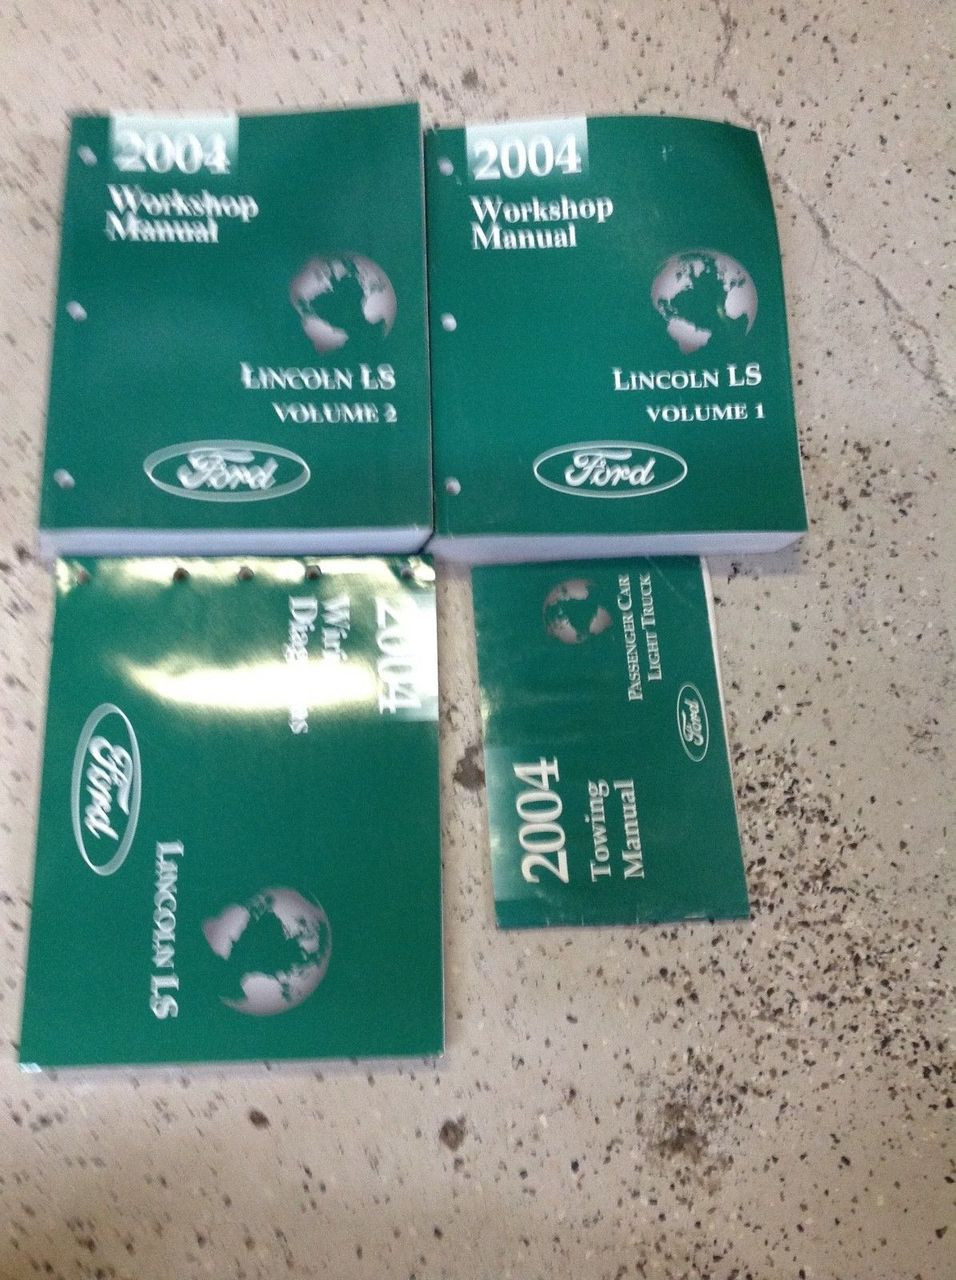 2004
Workshop
Manual
LINCOLN LS
VOLUME 2
Ford
2004
Workshop
Manual
LINCOLN LS
VOLUME 1
Ford
2004
Diagrams
Ford
LINCOLN LS
2004
Towing
Manual
PASSENGER CAR
LIGHT TRUCK
Ford